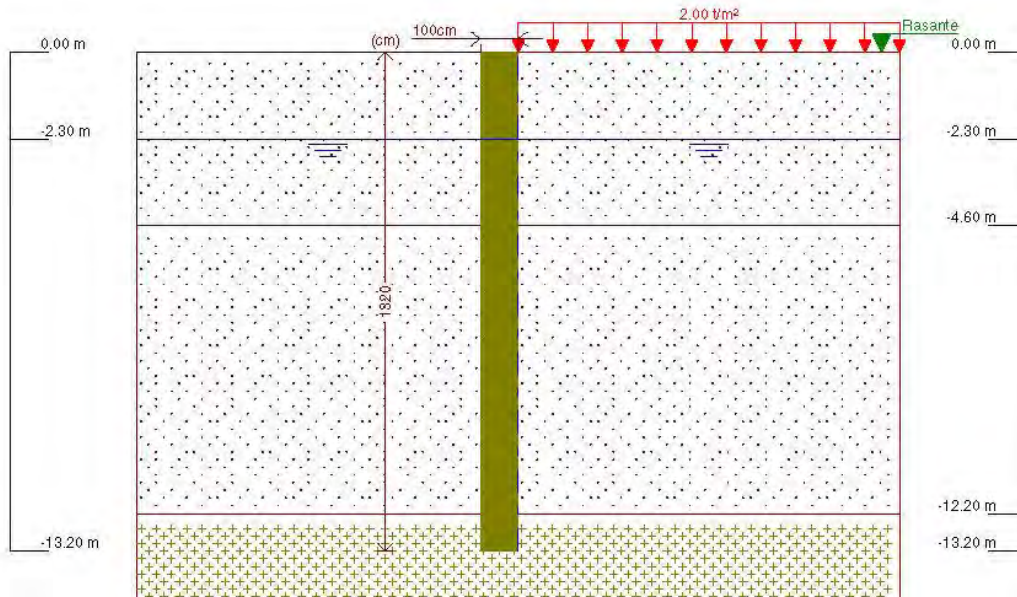 100cm
2.00 t/m²
Rasante
0.00 m
(cm)
0.00 m
-2.30 m
-2.30 m
-4.60 m
1320
-12.20 m
-13.20 m
-13.20 m